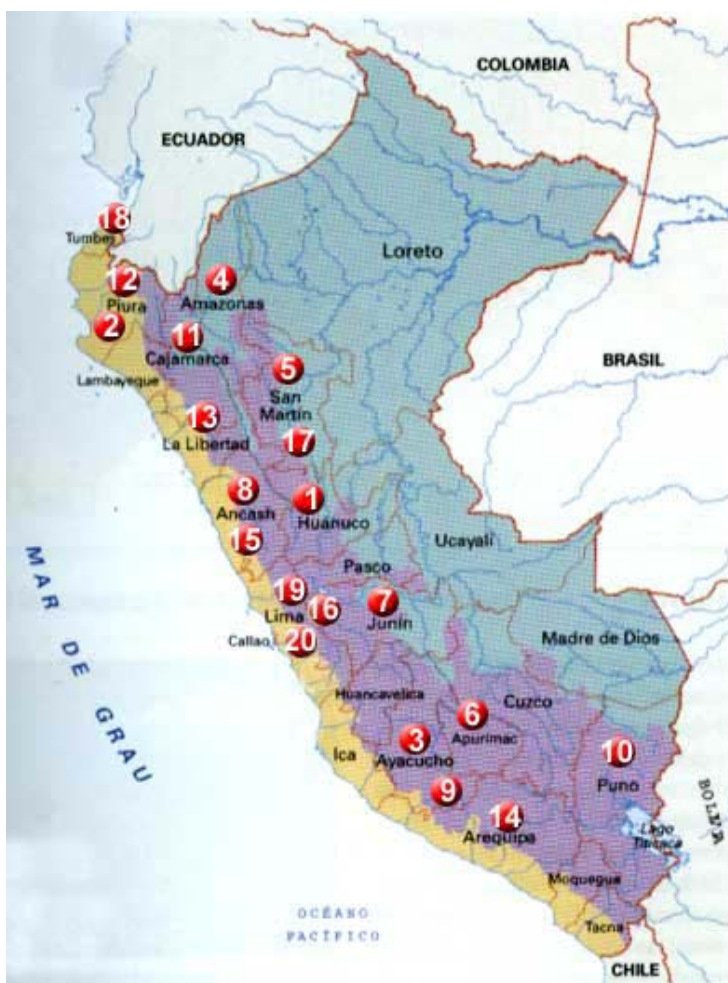 COLOMBIA
ECUADOR
18
Tumbes
Loreto
12
4
Piura
Amazonas
2
11
Cajamarca
BRASIL
5
Lambayeque
San
Martín
13
La Libertad
17
8
1
Ancash
Huánuco
15
Ucayali
Pasco
19
16
7
Lima
Junín
Callao
20
Madre de Dios
MAR DE GRAU
Huancavelica
Cuzco
6
Apurímac
3
Ica
Ayacucho
10
Puno
9
14
BOLIVIA
Arequipa
Lago
Titicaca
Moquegua
OCÉANO
PACÍFICO
Tacna
CHILE